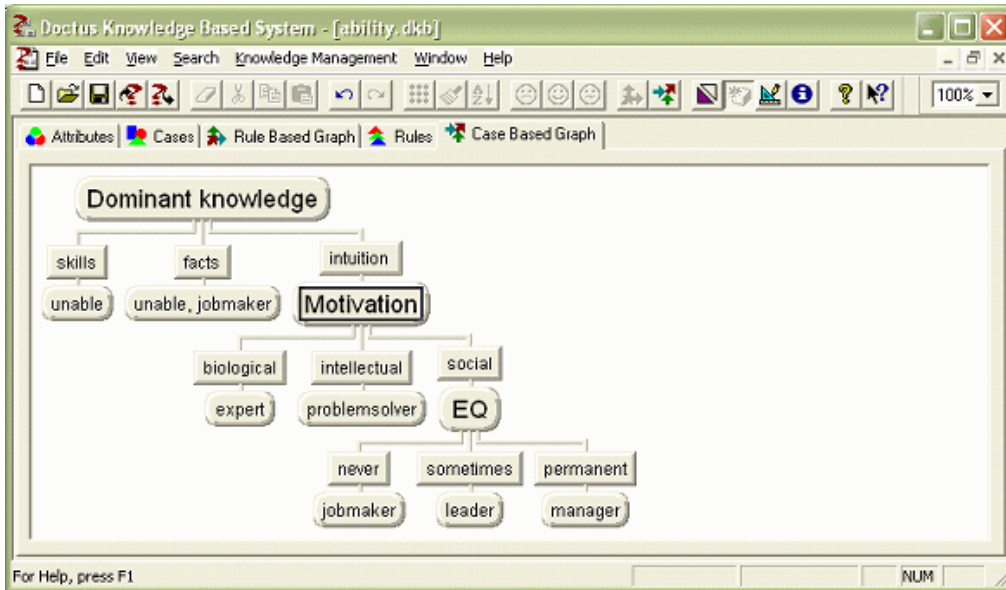 Doctus Knowledge Based System - [ability.dkb]
File Edit View Search Knowledge Management Window Help
100%
Attributes Cases Rule Based Graph Rules Case Based Graph
Dominant knowledge
skills facts intuition
unable unable, jobmaker Motivation
biological intellectual social
expert problemsolver EQ
never sometimes permanent
jobmaker leader manager
For Help, press F1 NUM